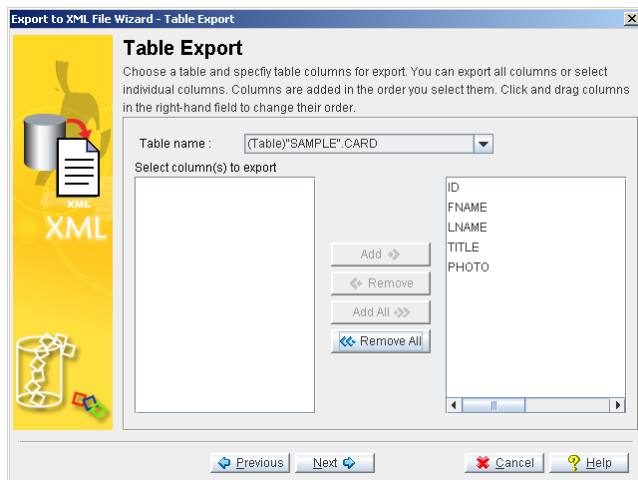 Export to XML File Wizard - Table Export
Table Export
Choose a table and specfiy table columns for export. You can export all columns or select
individual columns. Columns are added in the order you select them. Click and drag columns
in the right-hand field to change their order.
Table name :
(Table)"SAMPLE".CARD
Select column(s) to export
ID
FNAME
LNAME
TITLE
PHOTO
Add
Remove
Add All
Remove All
XML
XML
Previous
Next
Cancel
Help